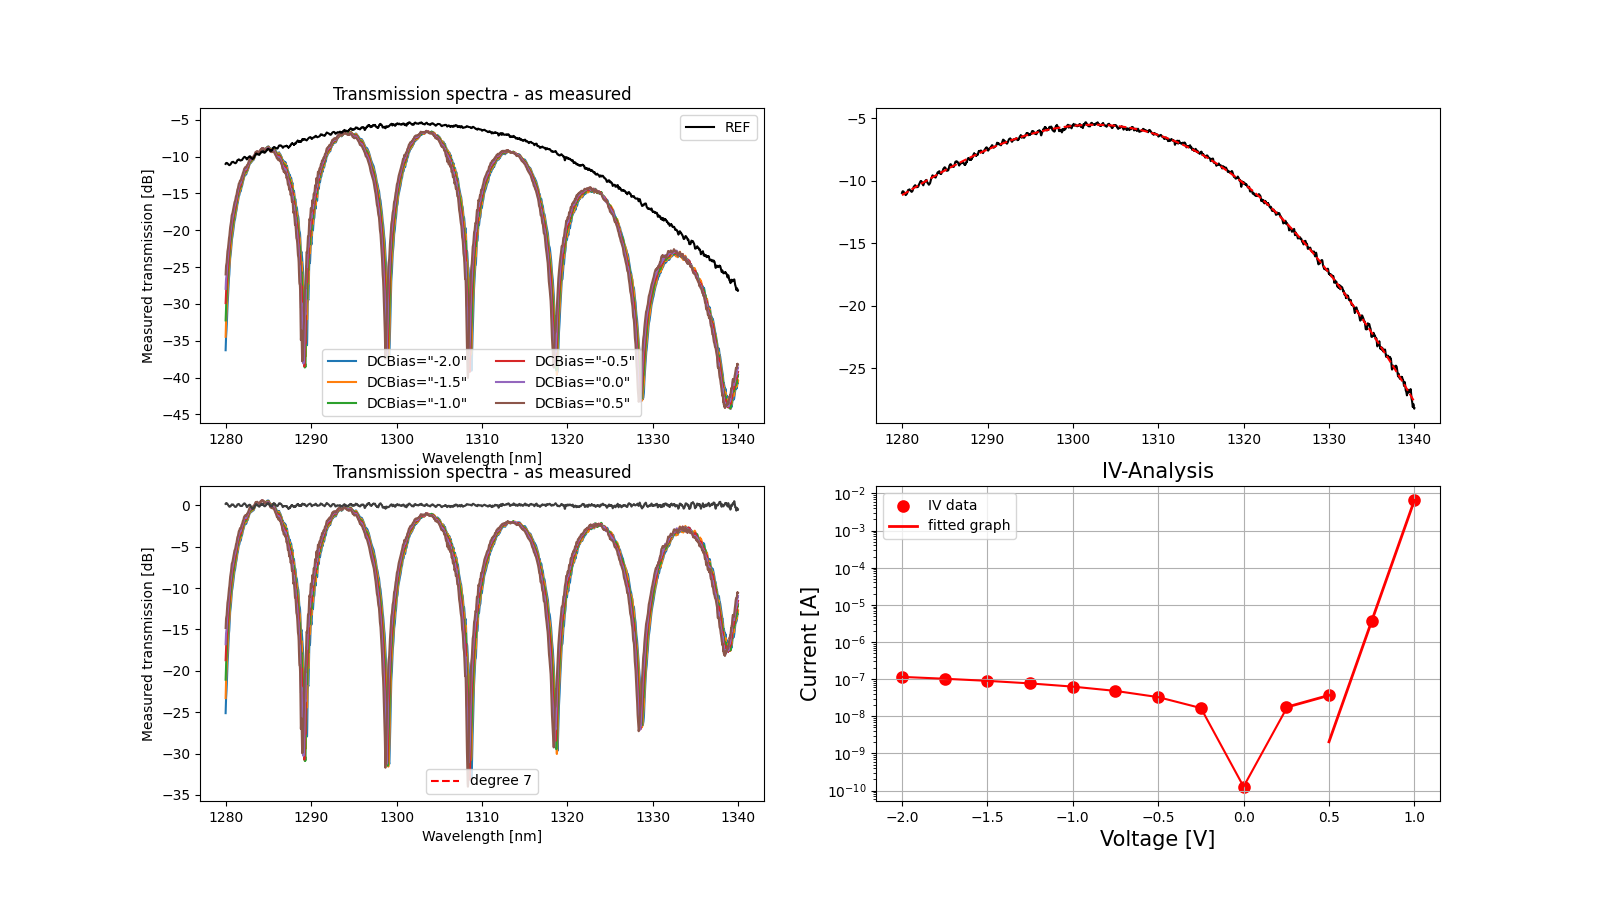 Transmission spectra - as measured
Measured transmission [dB]
−5
−10
−15
−20
−25
−30
−35
−40
−45
REF
DCBias="-2.0" DCBias="-0.5"
DCBias="-1.5" DCBias="0.0"
DCBias="-1.0" DCBias="0.5"
1280 1290 1300 1310 1320 1330 1340
Wavelength [nm]
−5
−10
−15
−20
−25
1280 1290 1300 1310 1320 1330 1340
Transmission spectra - as measured
Measured transmission [dB]
0
−5
−10
−15
−20
−25
−30
−35
degree 7
1280 1290 1300 1310 1320 1330 1340
Wavelength [nm]
IV-Analysis
Current [A]
10⁻²
10⁻³
10⁻⁴
10⁻⁵
10⁻⁶
10⁻⁷
10⁻⁸
10⁻⁹
10⁻¹⁰
IV data
fitted graph
−2.0 −1.5 −1.0 −0.5 0.0 0.5 1.0
Voltage [V]